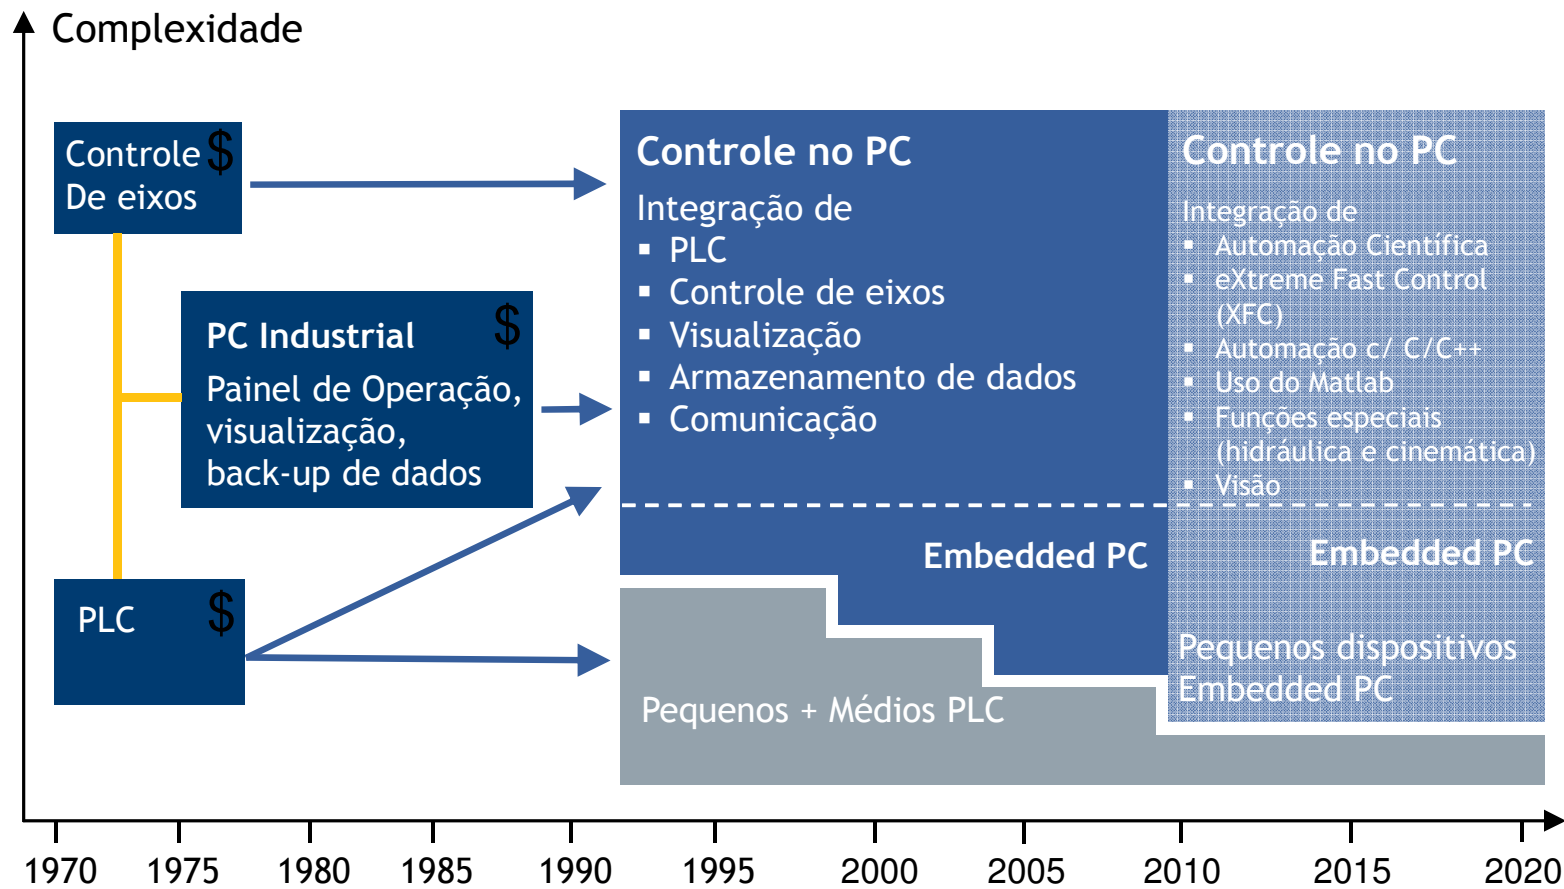 Complexidade
Controle $
De eixos
PC Industrial $
Painel de Operação,
visualização,
back-up de dados
PLC $
Controle no PC
Integração de
▪ PLC
▪ Controle de eixos
▪ Visualização
▪ Armazenamento de dados
▪ Comunicação
Embedded PC
Pequenos + Médios PLC
Controle no PC
Integração de
▪ Automação Científica
▪ eXtreme Fast Control
(XFC)
▪ Automação c/ C/C++
▪ Uso do Matlab
▪ Funções especiais
(hidráulica e cinemática)
▪ Visão
Embedded PC
Pequenos dispositivos
Embedded PC
1970 1975 1980 1985 1990 1995 2000 2005 2010 2015 2020